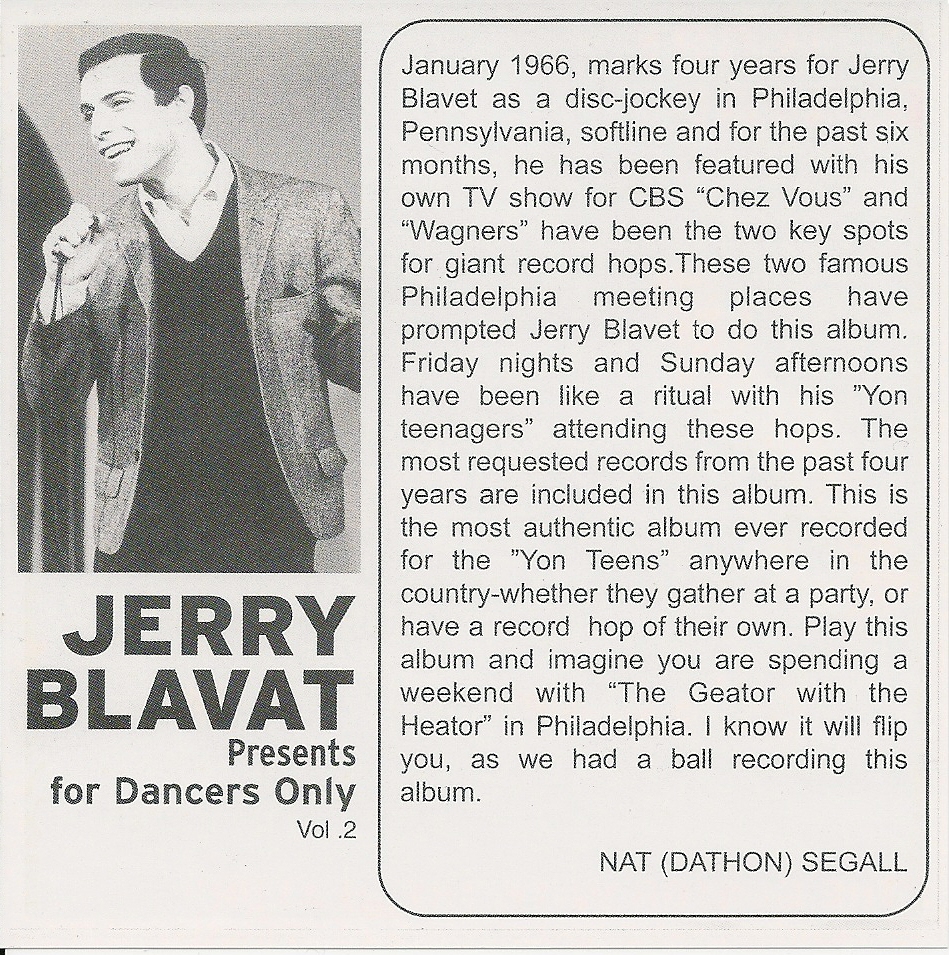 JERRY
BLAVAT
Presents
for Dancers Only
Vol .2
January 1966, marks four years for Jerry
Blavet as a disc-jockey in Philadelphia,
Pennsylvania, softline and for the past six
months, he has been featured with his
own TV show for CBS “Chez Vous” and
“Wagners” have been the two key spots
for giant record hops.These two famous
Philadelphia meeting places have
prompted Jerry Blavet to do this album.
Friday nights and Sunday afternoons
have been like a ritual with his ”Yon
teenagers” attending these hops. The
most requested records from the past four
years are included in this album. This is
the most authentic album ever recorded
for the ”Yon Teens” anywhere in the
country-whether they gather at a party, or
have a record  hop of their own. Play this
album and imagine you are spending a
weekend with “The Geator with the
Heator” in Philadelphia. I know it will flip
you, as we had a ball recording this
album.
NAT (DATHON) SEGALL